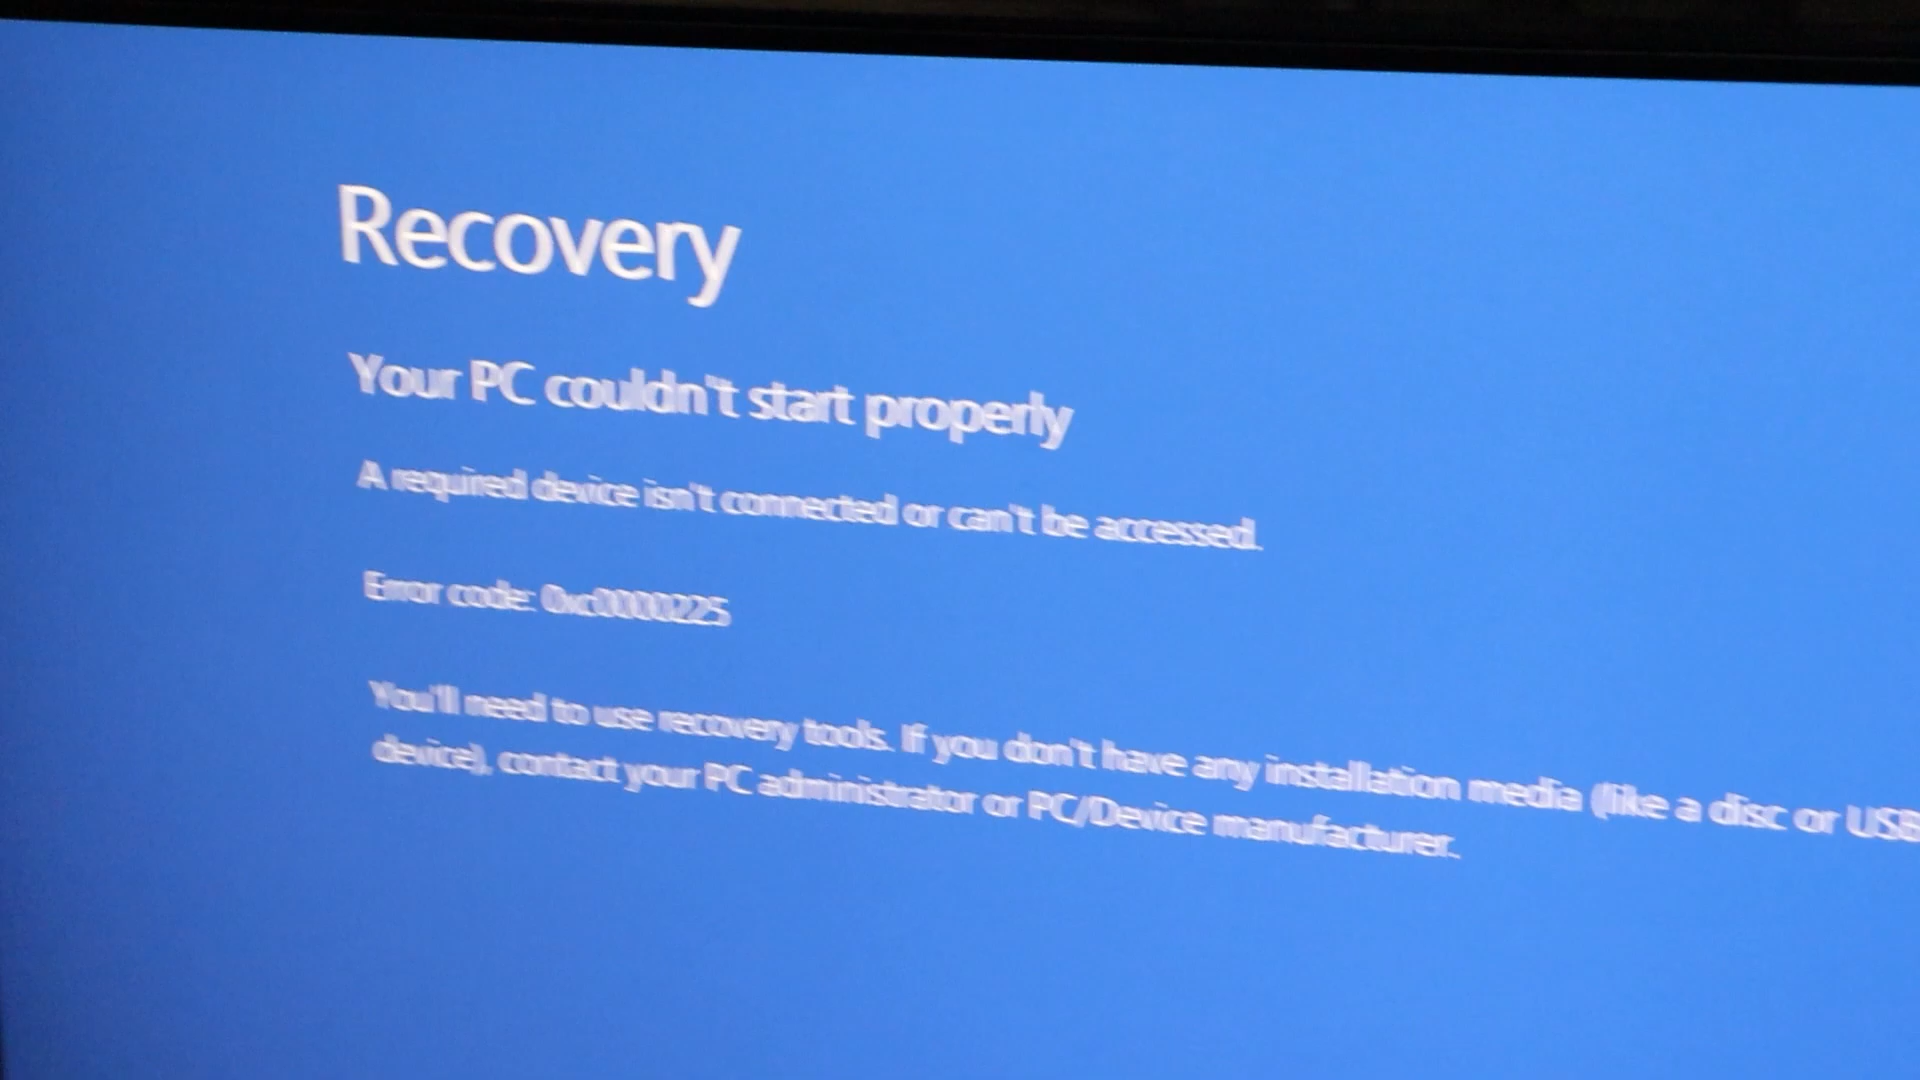 Recovery
Your PC couldn't start properly
A required device isn't connected or can't be accessed.
Error code: 0xc0000225
You'll need to use recovery tools. If you don't have any installation media (like a disc or USB
device), contact your PC administrator or PC/Device manufacturer.